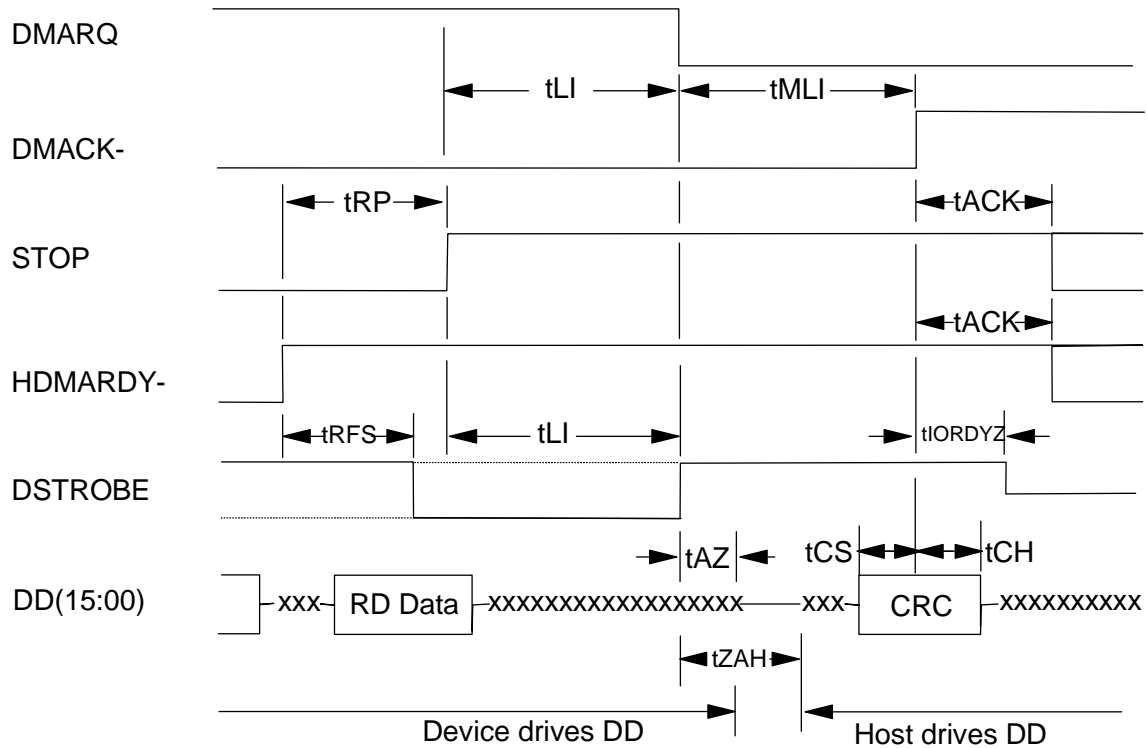 DMARQ
tLI
tMLI
DMACK-
tRP
tACK
STOP
tACK
HDMARDY-
tRFS
tLI
tIORDYZ
DSTROBE
tAZ
tCS
tCH
DD(15:00)
xxx
RD Data
xxxxxxxxxxxxxxxxxx
xxx
CRC
xxxxxxxxxx
tZAH
Device drives DD
Host drives DD